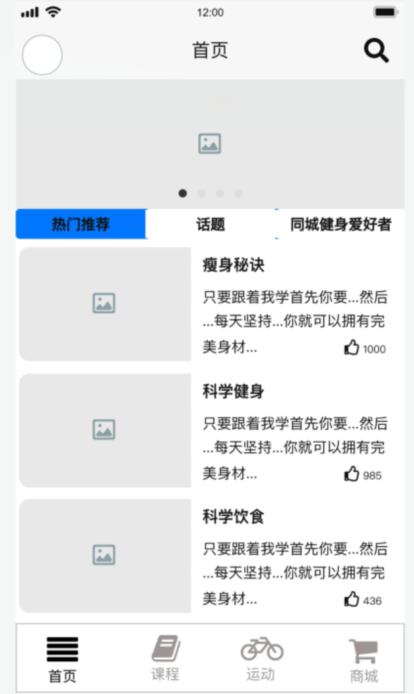 12:00
首页
热门推荐 话题 同城健身爱好者
瘦身秘诀
只要跟着我学首先你要...然后
...每天坚持...你就可以拥有完
美身材...
1000
科学健身
只要跟着我学首先你要...然后
...每天坚持...你就可以拥有完
美身材...
985
科学饮食
只要跟着我学首先你要...然后
...每天坚持...你就可以拥有完
美身材...
436
首页 课程 运动 商城